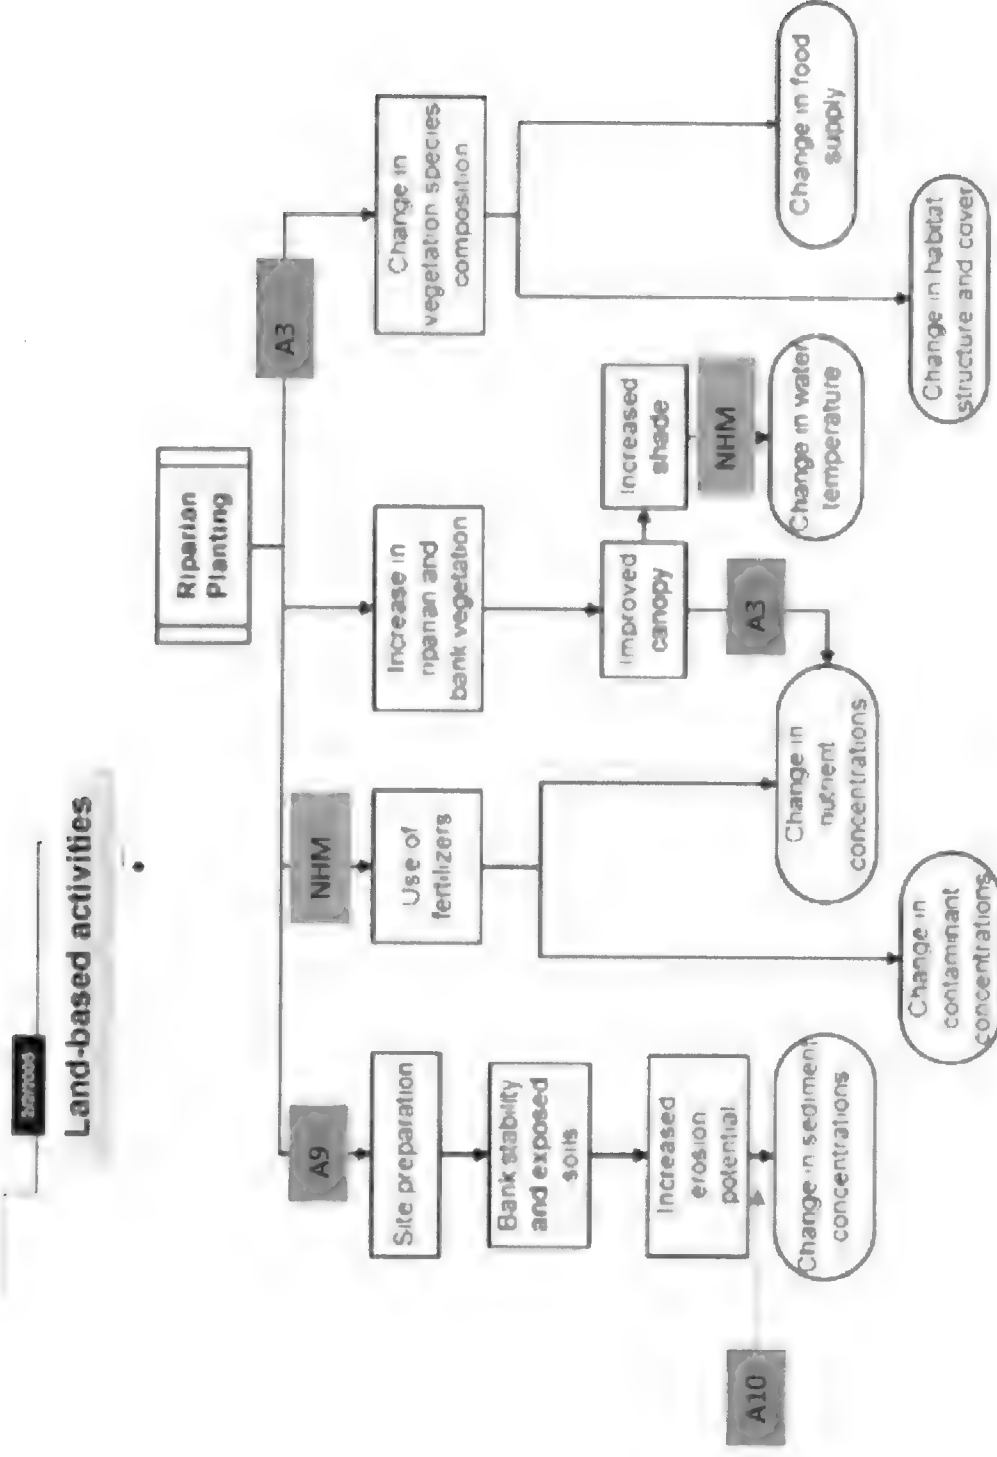 Land-based activities
Riparian
Planting
A9
NHM
A3
Site preparation
Use of
fertilizers
Increase in
riparian and
bank vegetation
Change in
vegetation species
composition
Bank stability
and exposed
soils
Improved
canopy
Increased
shade
Increased
erosion
potential
A10
A3
NHM
Change in sediment
concentrations
Change in
contaminant
concentrations
Change in
nutrient
concentrations
Change in water
temperature
Change in habitat
structure and cover
Change in food
supply